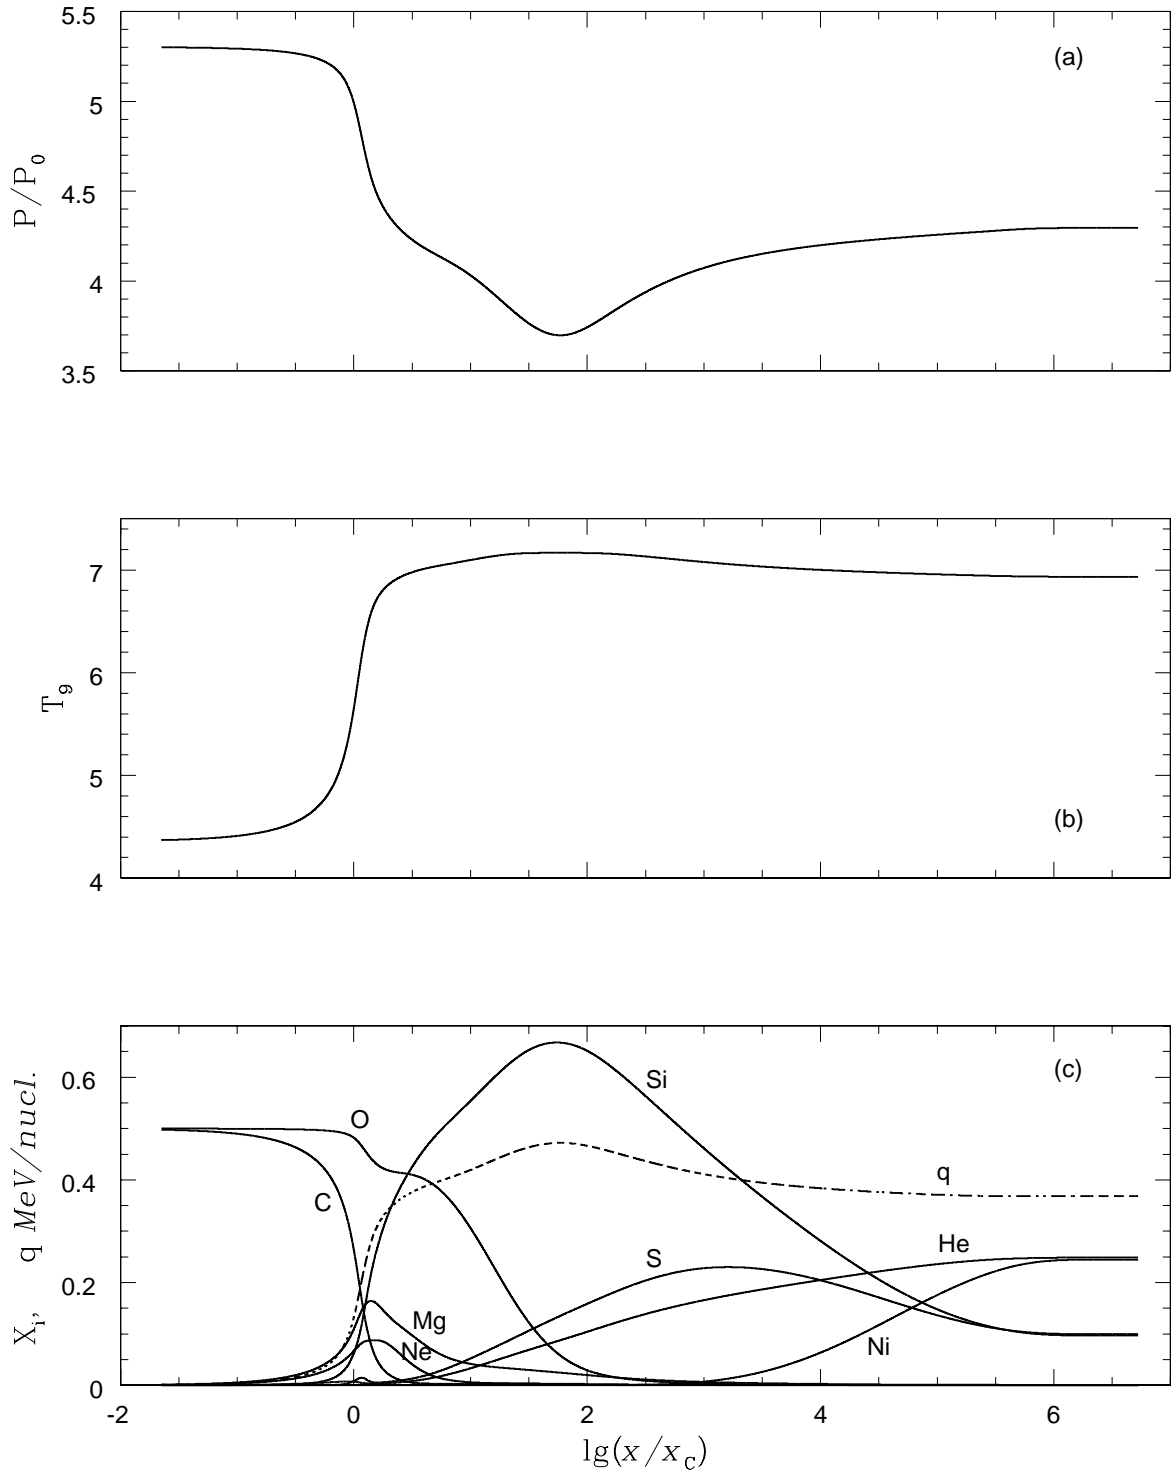 5.5
(a)
5
P/P0
4.5
4
3.5
7
6
T9
5
(b)
4
(c)
Xi, q MeV/nucl.
0.6
Si
O
0.4
q
C
He
S
0.2
Mg
Ne
Ni
0
-2 0 2 4 6
lg(x/xC)